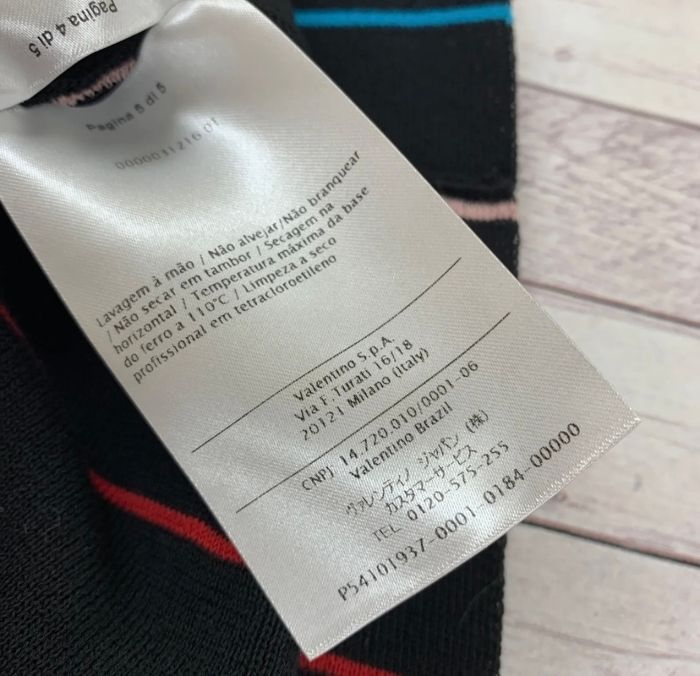 Pagina 4 di 5
Pagina 5 di 5
0000031216 01
Lavagem à mão / Não alvejar/Não branquear
/ Não secar em tambor / Secagem na
horizontal / Temperatura máxima da base
do ferro a 110°C / Limpeza a seco
profissional em tetracloroetileno
Valentino S.p.A.
Via F.Turati 16/18
20121 Milano (Italy)
CNPJ 14.720.010/0001-06
Valentino Brazil
ヴァレンティノ ジャパン (株)
カスタマーサービス
TEL 0120-575-255
P54101937-0001-0184-00000